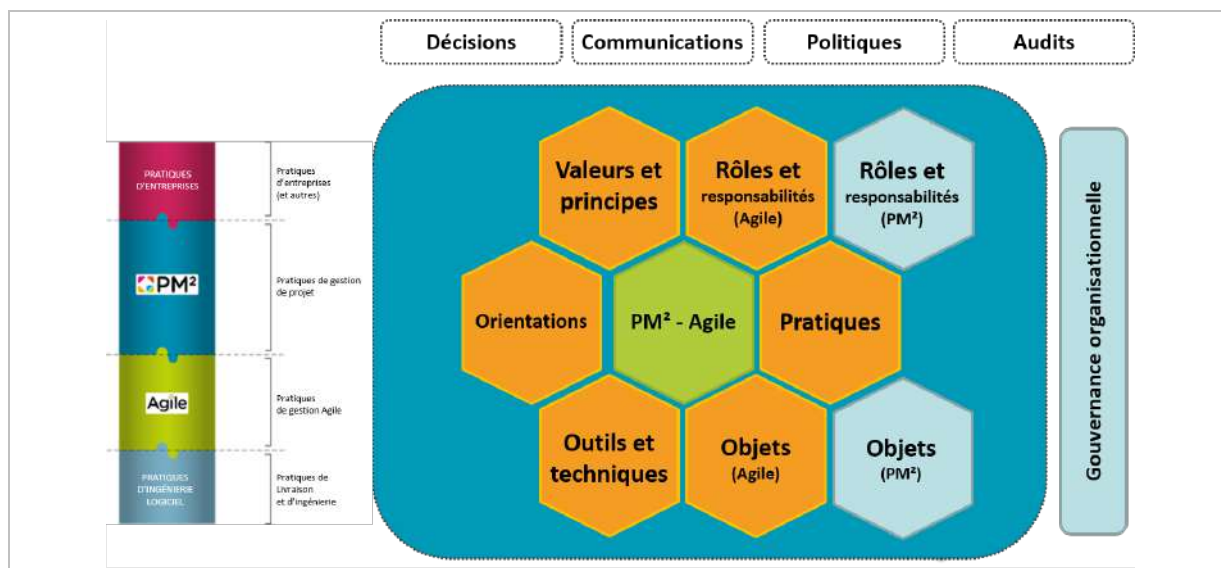 Décisions
Communications
Politiques
Audits
PRATIQUES
D'ENTREPRISES
Pratiques
d'entreprises
(et autres)
PM²
Pratiques de gestion
de projet
Agile
Pratiques
de gestion Agile
PRATIQUES
D'INGÉNIERIE
LOGICIEL
Pratiques de
Livraison
et d'ingénierie
Valeurs et
principes
Rôles et
responsabilités
(Agile)
Rôles et
responsabilités
(PM²)
Orientations
PM² - Agile
Pratiques
Outils et
techniques
Objets
(Agile)
Objets
(PM²)
Gouvernance organisationnelle